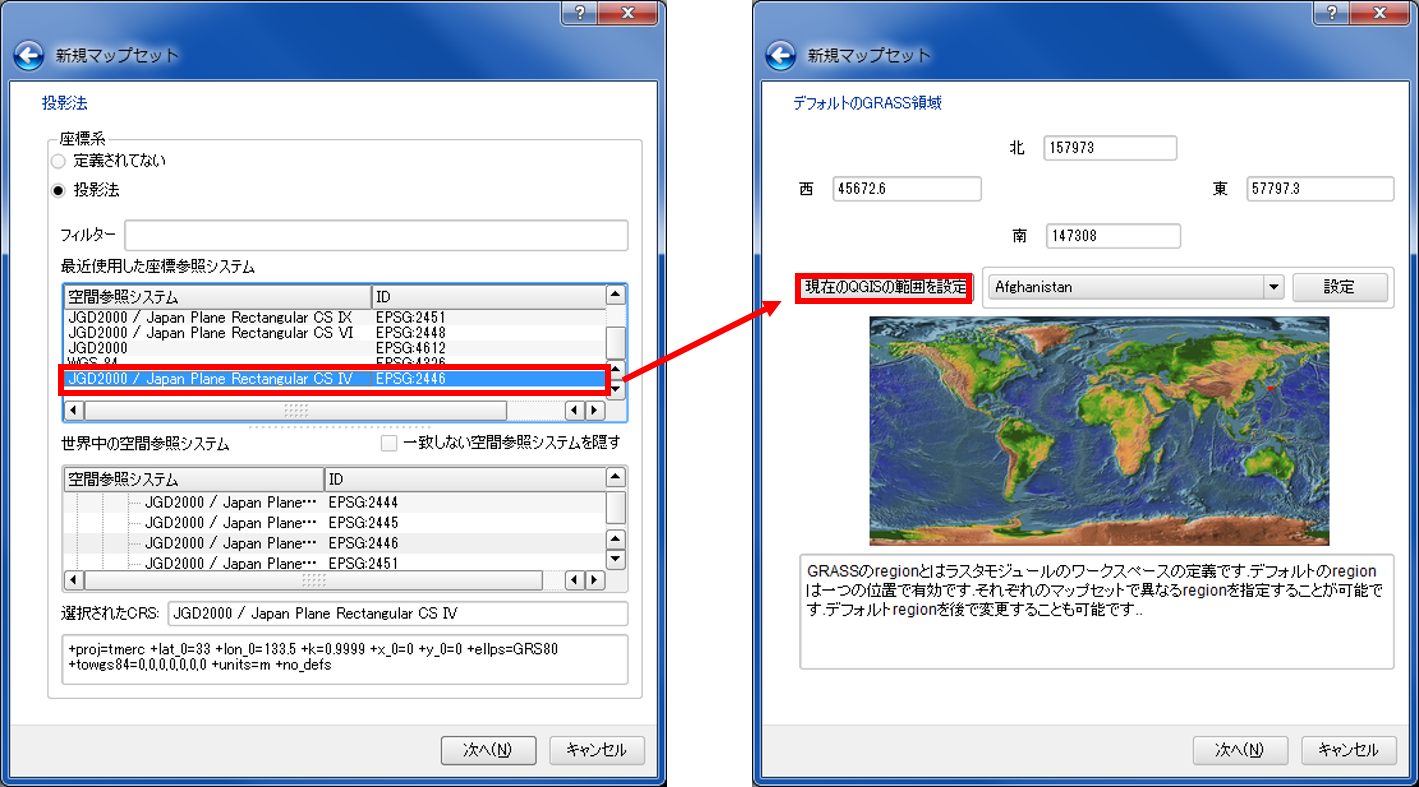 ?
新規マップセット
投影法
座標系
定義されてない
投影法
フィルター
最近使用した座標参照システム
空間参照システム ID
JGD2000 / Japan Plane Rectangular CS IX EPSG:2451
JGD2000 / Japan Plane Rectangular CS VI EPSG:2448
JGD2000 EPSG:4612
WGS 84 EPSG:4326
JGD2000 / Japan Plane Rectangular CS IV EPSG:2446
世界中の空間参照システム 一致しない空間参照システムを隠す
空間参照システム ID
JGD2000 / Japan Plane… EPSG:2444
JGD2000 / Japan Plane… EPSG:2445
JGD2000 / Japan Plane… EPSG:2446
JGD2000 / Japan Plane… EPSG:2451
選択されたCRS: JGD2000 / Japan Plane Rectangular CS IV
+proj=tmerc +lat_0=33 +lon_0=133.5 +k=0.9999 +x_0=0 +y_0=0 +ellps=GRS80
+towgs84=0,0,0,0,0,0,0 +units=m +no_defs
次へ(N) キャンセル
?
新規マップセット
デフォルトのGRASS領域
北 157973
西 45672.6 東 57797.3
南 147308
現在のQGISの範囲を設定 Afghanistan 設定
GRASSのregionとはラスタモジュールのワークスペースの定義です.デフォルトのregion
は一つの位置で有効です.それぞれのマップセットで異なるregionを指定することが可能で
す.デフォルトregionを後で変更することも可能です..
次へ(N) キャンセル